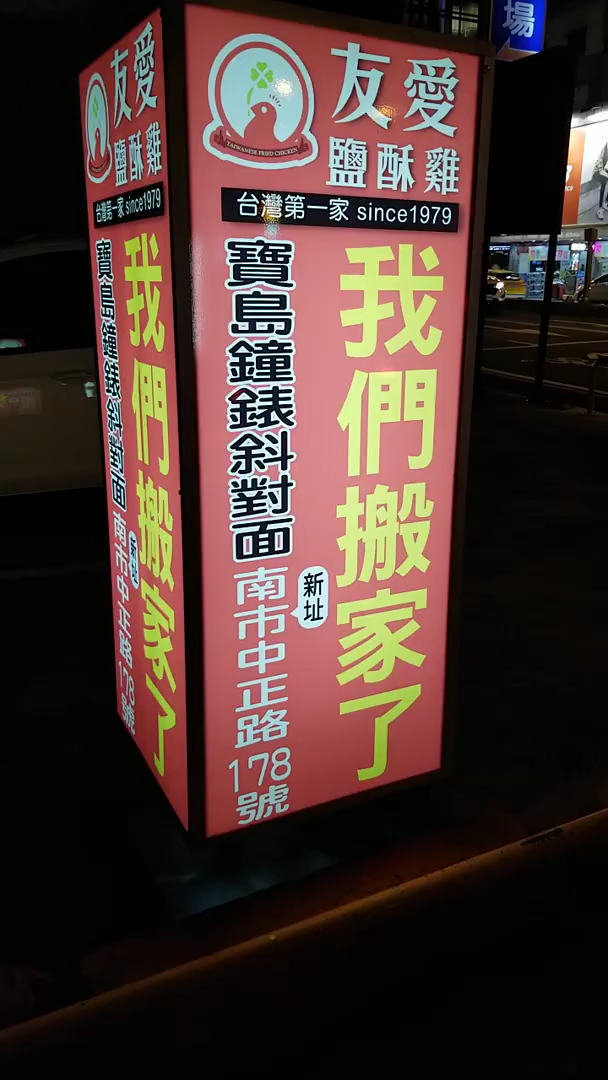 友愛
鹽酥雞
台灣第一家 since1979
我們搬家了
寶島鐘錶斜對面
新址
南市中正路178號
友愛
TAIWANESE FRIED CHICKEN
鹽酥雞
台灣第一家 since1979
我們搬家了
新址
寶島鐘錶斜對面
南市中正路178號
場